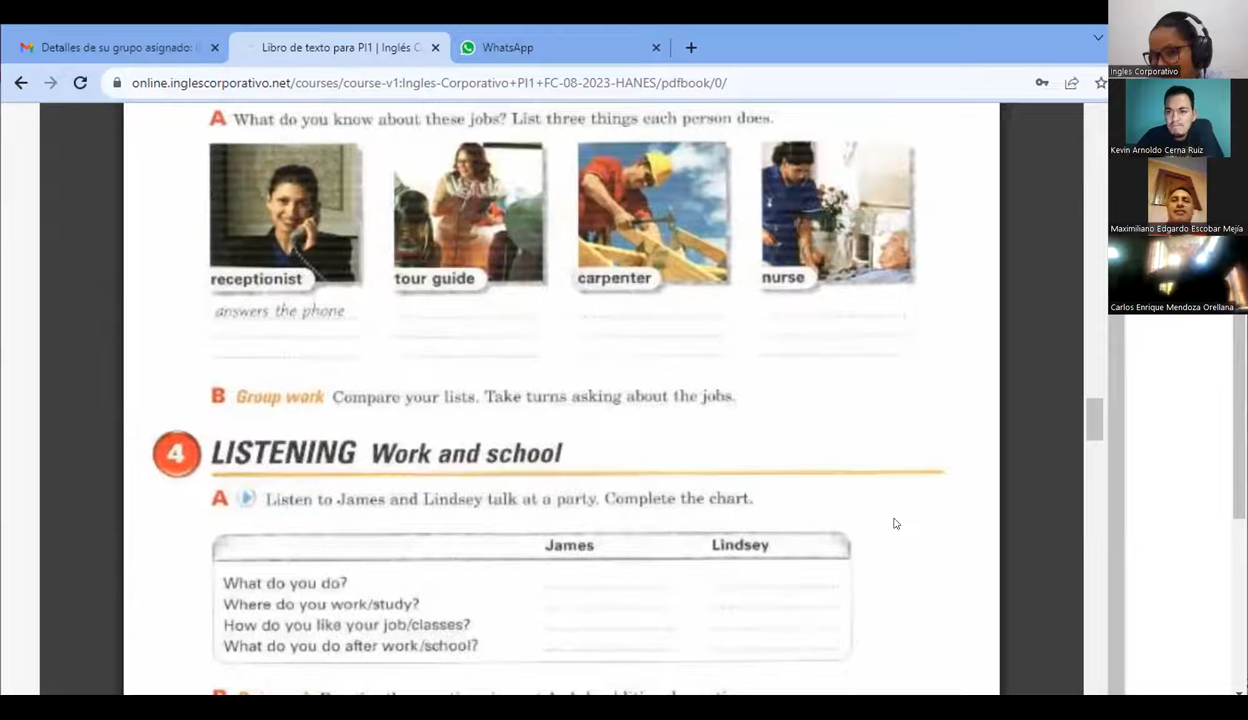 Detalles de su grupo asignado:
Libro de texto para PI1 | Inglés C
WhatsApp
online.inglescorporativo.net/courses/course-v1:Ingles-Corporativo+PI1+FC-08-2023-HANES/pdfbook/0/
Ingles Corporativo
Kevin Arnoldo Cerna Ruiz
Maximiliano Edgardo Escobar Mejía
Carlos Enrique Mendoza Orellana
A What do you know about these jobs? List three things each person does.
receptionist tour guide carpenter nurse
answers the phone
B Group work Compare your lists. Take turns asking about the jobs.
4 LISTENING Work and school
A Listen to James and Lindsey talk at a party. Complete the chart.
James Lindsey
What do you do?
Where do you work/study?
How do you like your job/classes?
What do you do after work/school?